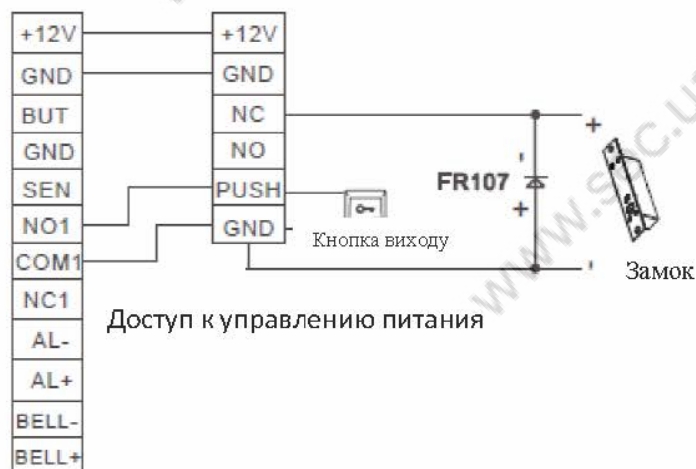 +12V
GND
BUT
GND
SEN
NO1
COM1
NC1
AL-
AL+
BELL-
BELL+
+12V
GND
NC
NO
PUSH
GND
Кнопка виходу
FR107
-
+
+
-
Замок
Доступ к управлению питания
www.